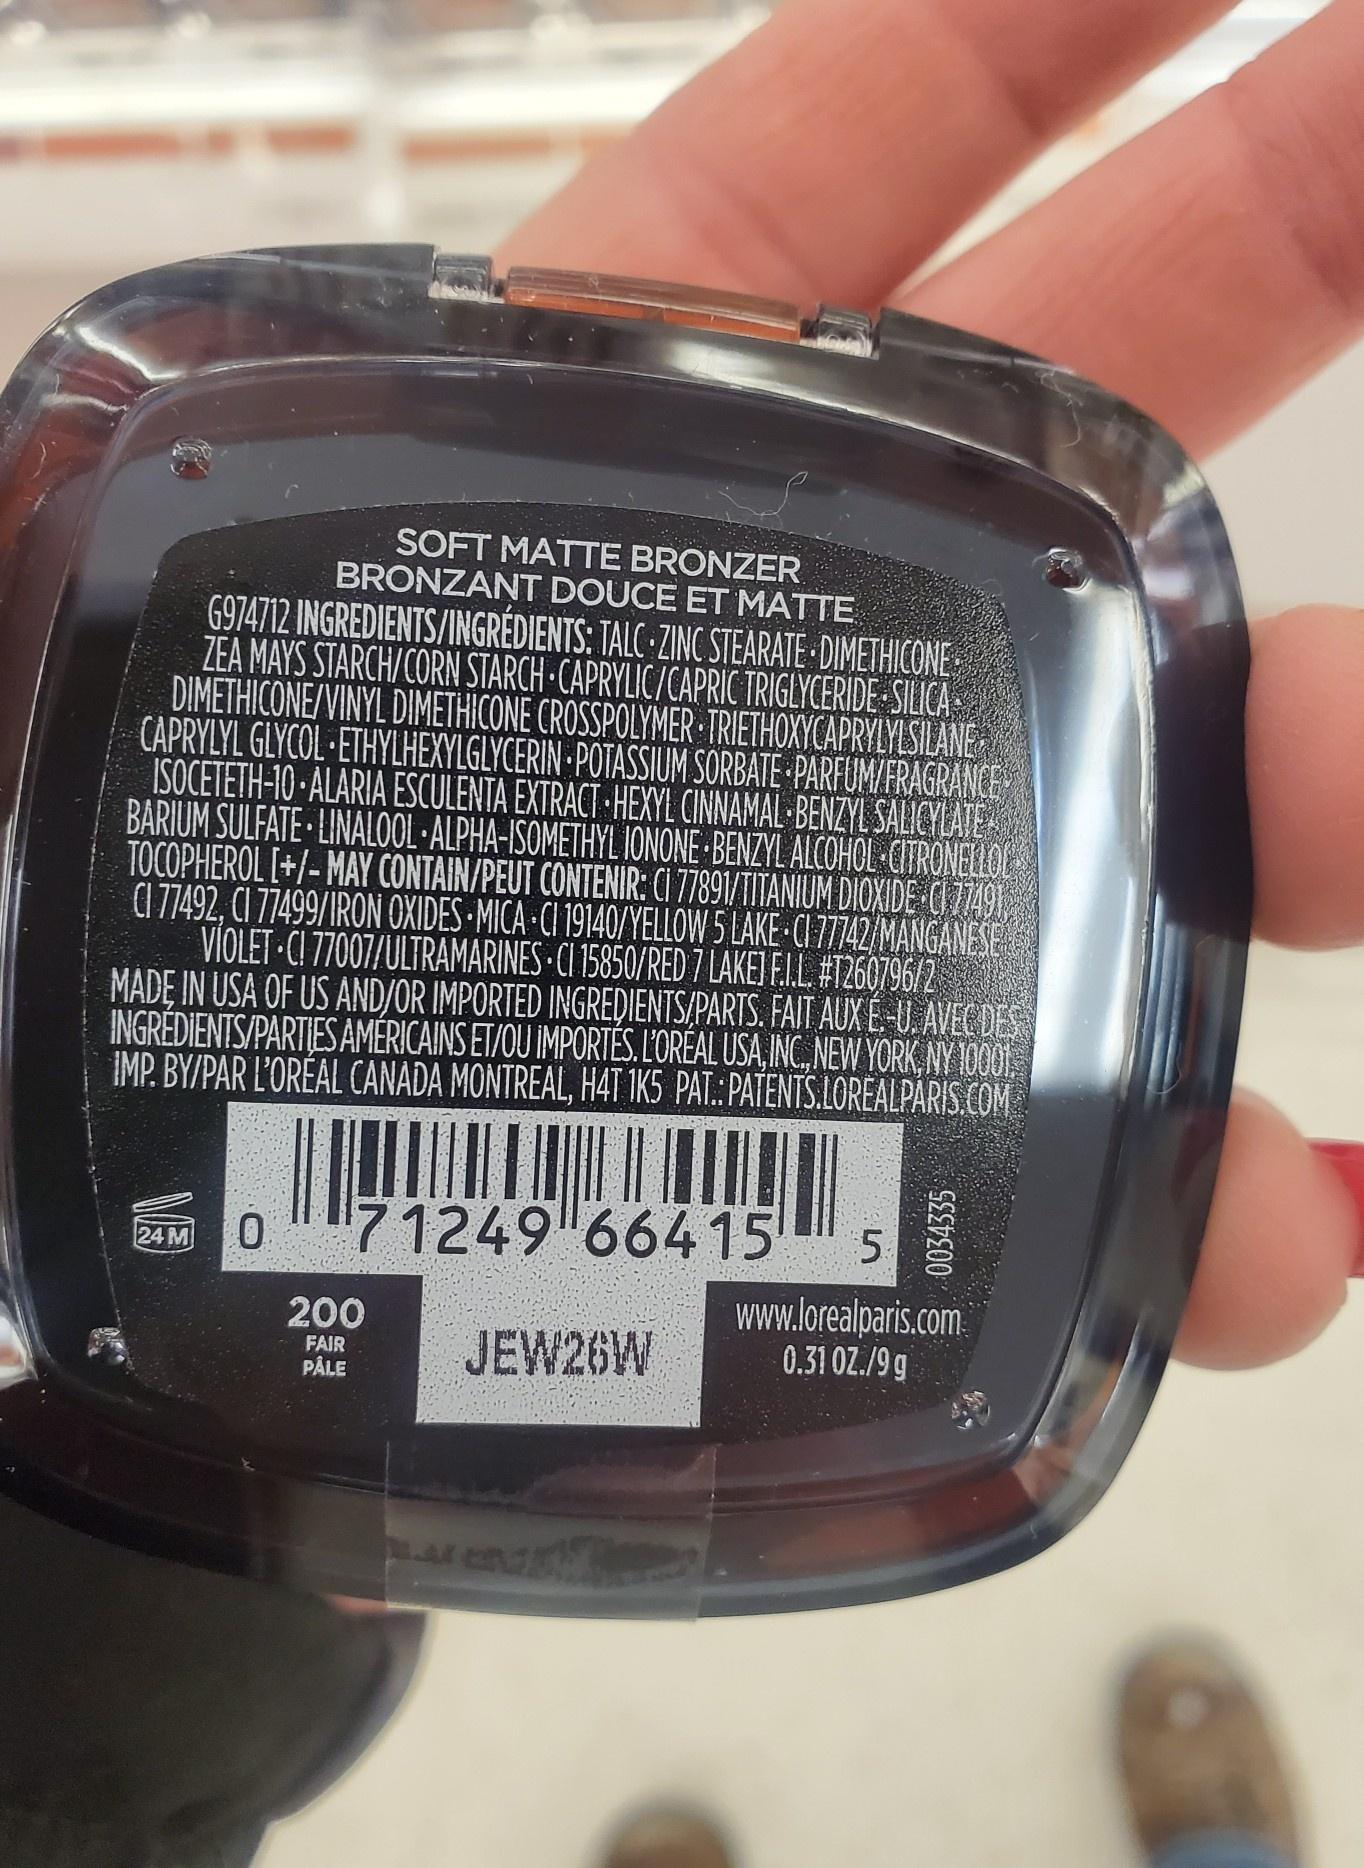 SOFT MATTE BRONZER
BRONZANT DOUCE ET MATTE
G974712 INGREDIENTS/INGRÉDIENTS: TALC · ZINC STEARATE · DIMETHICONE ·
ZEA MAYS STARCH/CORN STARCH · CAPRYLIC/CAPRIC TRIGLYCERIDE · SILICA ·
DIMETHICONE/VINYL DIMETHICONE CROSSPOLYMER · TRIETHOXYCAPRYLYLSILANE ·
CAPRYLYL GLYCOL · ETHYLHEXYLGLYCERIN · POTASSIUM SORBATE · PARFUM/FRAGRANCE ·
ISOCETETH-10 · ALARIA ESCULENTA EXTRACT · HEXYL CINNAMAL · BENZYL SALICYLATE ·
BARIUM SULFATE · LINALOOL · ALPHA-ISOMETHYL IONONE · BENZYL ALCOHOL · CITRONELLOL ·
TOCOPHEROL [+/- MAY CONTAIN/PEUT CONTENIR: CI 77891/TITANIUM DIOXIDE · CI 77491,
CI 77492, CI 77499/IRON OXIDES · MICA · CI 19140/YELLOW 5 LAKE · CI 77742/MANGANESE
VIOLET · CI 77007/ULTRAMARINES · CI 15850/RED 7 LAKE] F.I.L. #T260796/2
MADE IN USA OF US AND/OR IMPORTED INGREDIENTS/PARTS. FAIT AUX É.-U. AVEC DES
INGRÉDIENTS/PARTIES AMÉRICAINS ET/OU IMPORTÉS. L'ORÉAL USA, INC., NEW YORK, NY 10001
IMP. BY/PAR L'ORÉAL CANADA MONTREAL, H4T 1K5 PAT.: PATENTS.LOREALPARIS.COM
24 M
0 71249 66415 5
0034335
200
FAIR
PÂLE
JEW26W
www.lorealparis.com
0.31 OZ./9 g